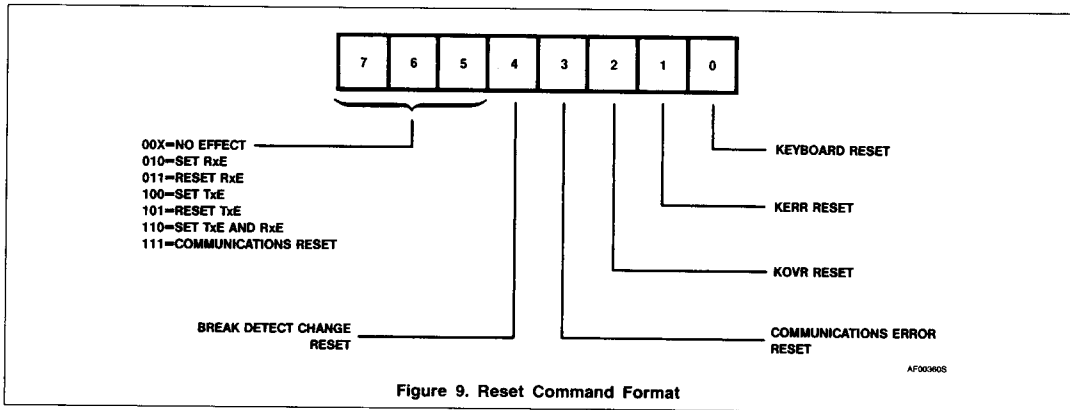 7 6 5 4 3 2 1 0
00X=NO EFFECT
010=SET RxE
011=RESET RxE
100=SET TxE
101=RESET TxE
110=SET TxE AND RxE
111=COMMUNICATIONS RESET
KEYBOARD RESET
KERR RESET
KOVR RESET
BREAK DETECT CHANGE
RESET
COMMUNICATIONS ERROR
RESET
AF00360S
Figure 9. Reset Command Format